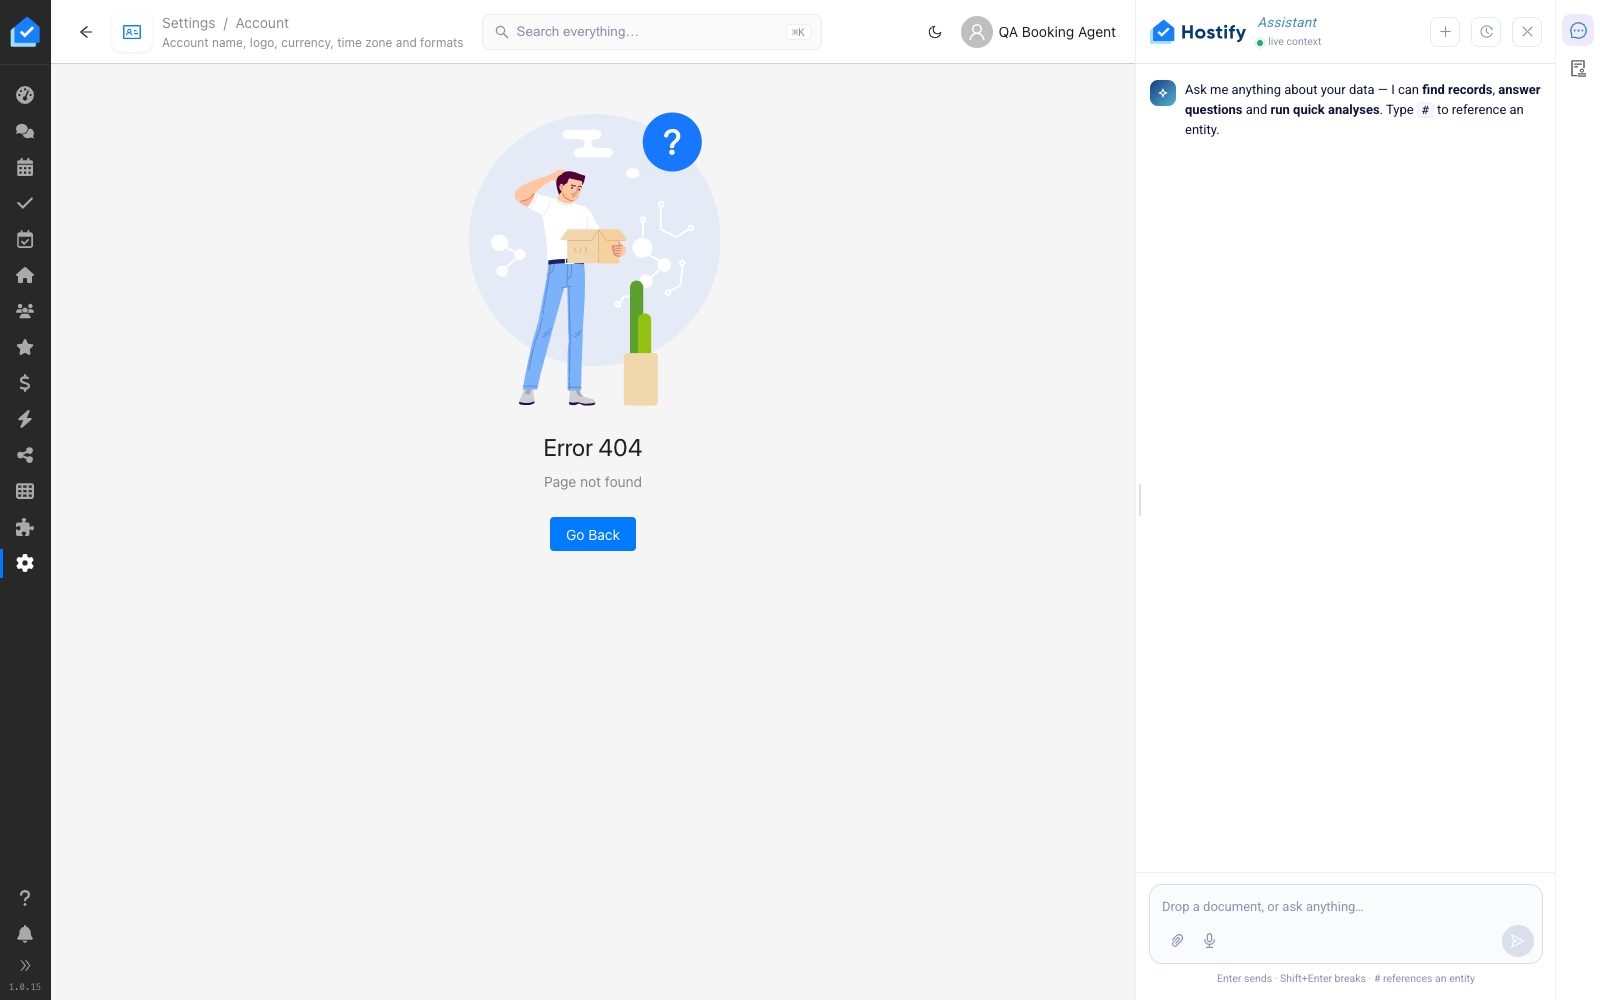 Settings / Account
Account name, logo, currency, time zone and formats
Search everything...
⌘K
QA Booking Agent
Hostify
Assistant
live context
Ask me anything about your data — I can find records, answer
questions and run quick analyses. Type # to reference an
entity.
?
</>
Error 404
Page not found
Go Back
Drop a document, or ask anything...
Enter sends · Shift+Enter breaks · # references an entity
1.0.15